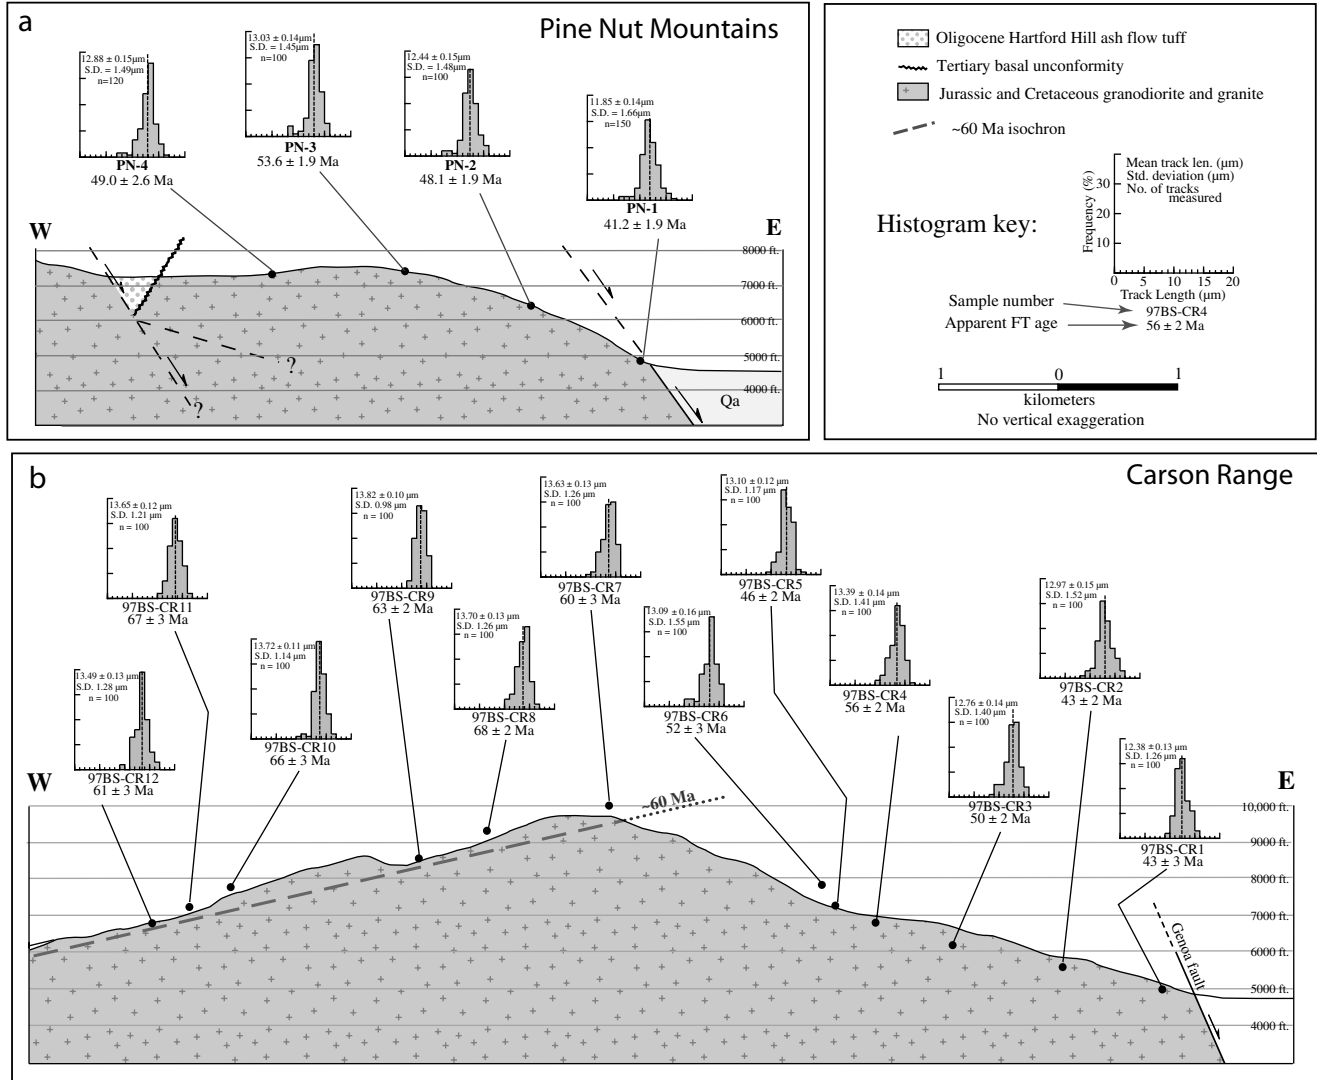 a
Pine Nut Mountains
12.88 ± 0.15µm
S.D. = 1.49µm
n=120
PN-4
49.0 ± 2.6 Ma
13.03 ± 0.14µm
S.D. = 1.45µm
n=100
PN-3
53.6 ± 1.9 Ma
12.44 ± 0.15µm
S.D. = 1.48µm
n=100
PN-2
48.1 ± 1.9 Ma
11.85 ± 0.14µm
S.D. = 1.66µm
n=150
PN-1
41.2 ± 1.9 Ma
W
E
8000 ft.
7000 ft.
6000 ft.
5000 ft.
4000 ft.
?
?
Qa
Oligocene Hartford Hill ash flow tuff
Tertiary basal unconformity
Jurassic and Cretaceous granodiorite and granite
~60 Ma isochron
Histogram key:
Mean track len. (µm)
Std. deviation (µm)
No. of tracks
measured
Frequency (%)
30
20
10
0 5 10 15 20
Track Length (µm)
Sample number
97BS-CR4
Apparent FT age
56 ± 2 Ma
1 0 1
kilometers
No vertical exaggeration
b
Carson Range
13.49 ± 0.13 µm
S.D. 1.28 µm
n = 100
97BS-CR12
61 ± 3 Ma
13.65 ± 0.12 µm
S.D. 1.21 µm
n = 100
97BS-CR11
67 ± 3 Ma
13.72 ± 0.11 µm
S.D. 1.14 µm
n = 100
97BS-CR10
66 ± 3 Ma
13.82 ± 0.10 µm
S.D. 0.98 µm
n = 100
97BS-CR9
63 ± 2 Ma
13.70 ± 0.13 µm
S.D. 1.26 µm
n = 100
97BS-CR8
68 ± 2 Ma
13.63 ± 0.13 µm
S.D. 1.26 µm
n = 100
97BS-CR7
60 ± 3 Ma
13.09 ± 0.16 µm
S.D. 1.55 µm
n = 100
97BS-CR6
52 ± 3 Ma
13.10 ± 0.12 µm
S.D. 1.17 µm
n = 100
97BS-CR5
46 ± 2 Ma
13.39 ± 0.14 µm
S.D. 1.41 µm
n = 100
97BS-CR4
56 ± 2 Ma
12.76 ± 0.14 µm
S.D. 1.40 µm
n = 100
97BS-CR3
50 ± 2 Ma
12.97 ± 0.15 µm
S.D. 1.52 µm
n = 100
97BS-CR2
43 ± 2 Ma
12.38 ± 0.13 µm
S.D. 1.26 µm
n = 100
97BS-CR1
43 ± 3 Ma
W
E
~60 Ma
Genoa fault
10,000 ft.
9000 ft.
8000 ft.
7000 ft.
6000 ft.
5000 ft.
4000 ft.